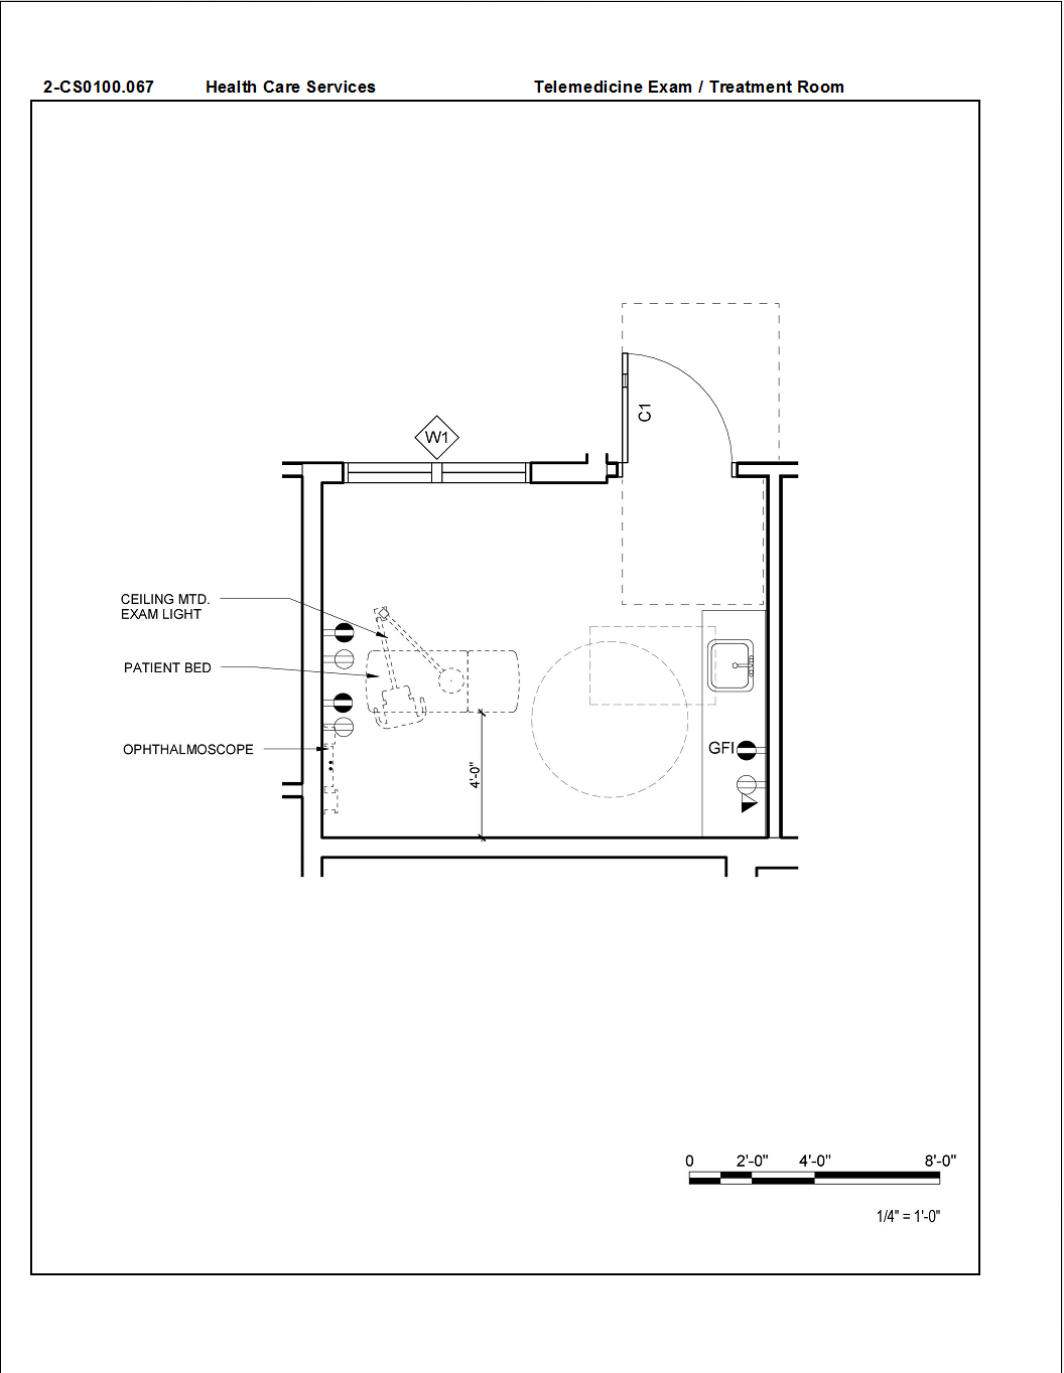 2-CS0100.067 Health Care Services Telemedicine Exam / Treatment Room
C1
W1
CEILING MTD.
EXAM LIGHT
PATIENT BED
OPHTHALMOSCOPE
GFI
4'-0"
0 2'-0" 4'-0" 8'-0"
1/4" = 1'-0"